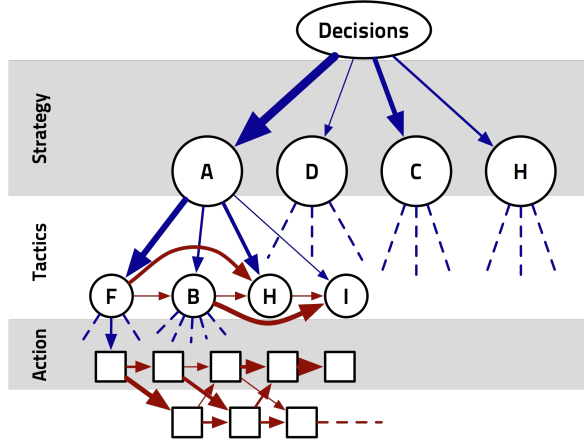 Decisions
Strategy
A D C H
Tactics
F B H I
Action